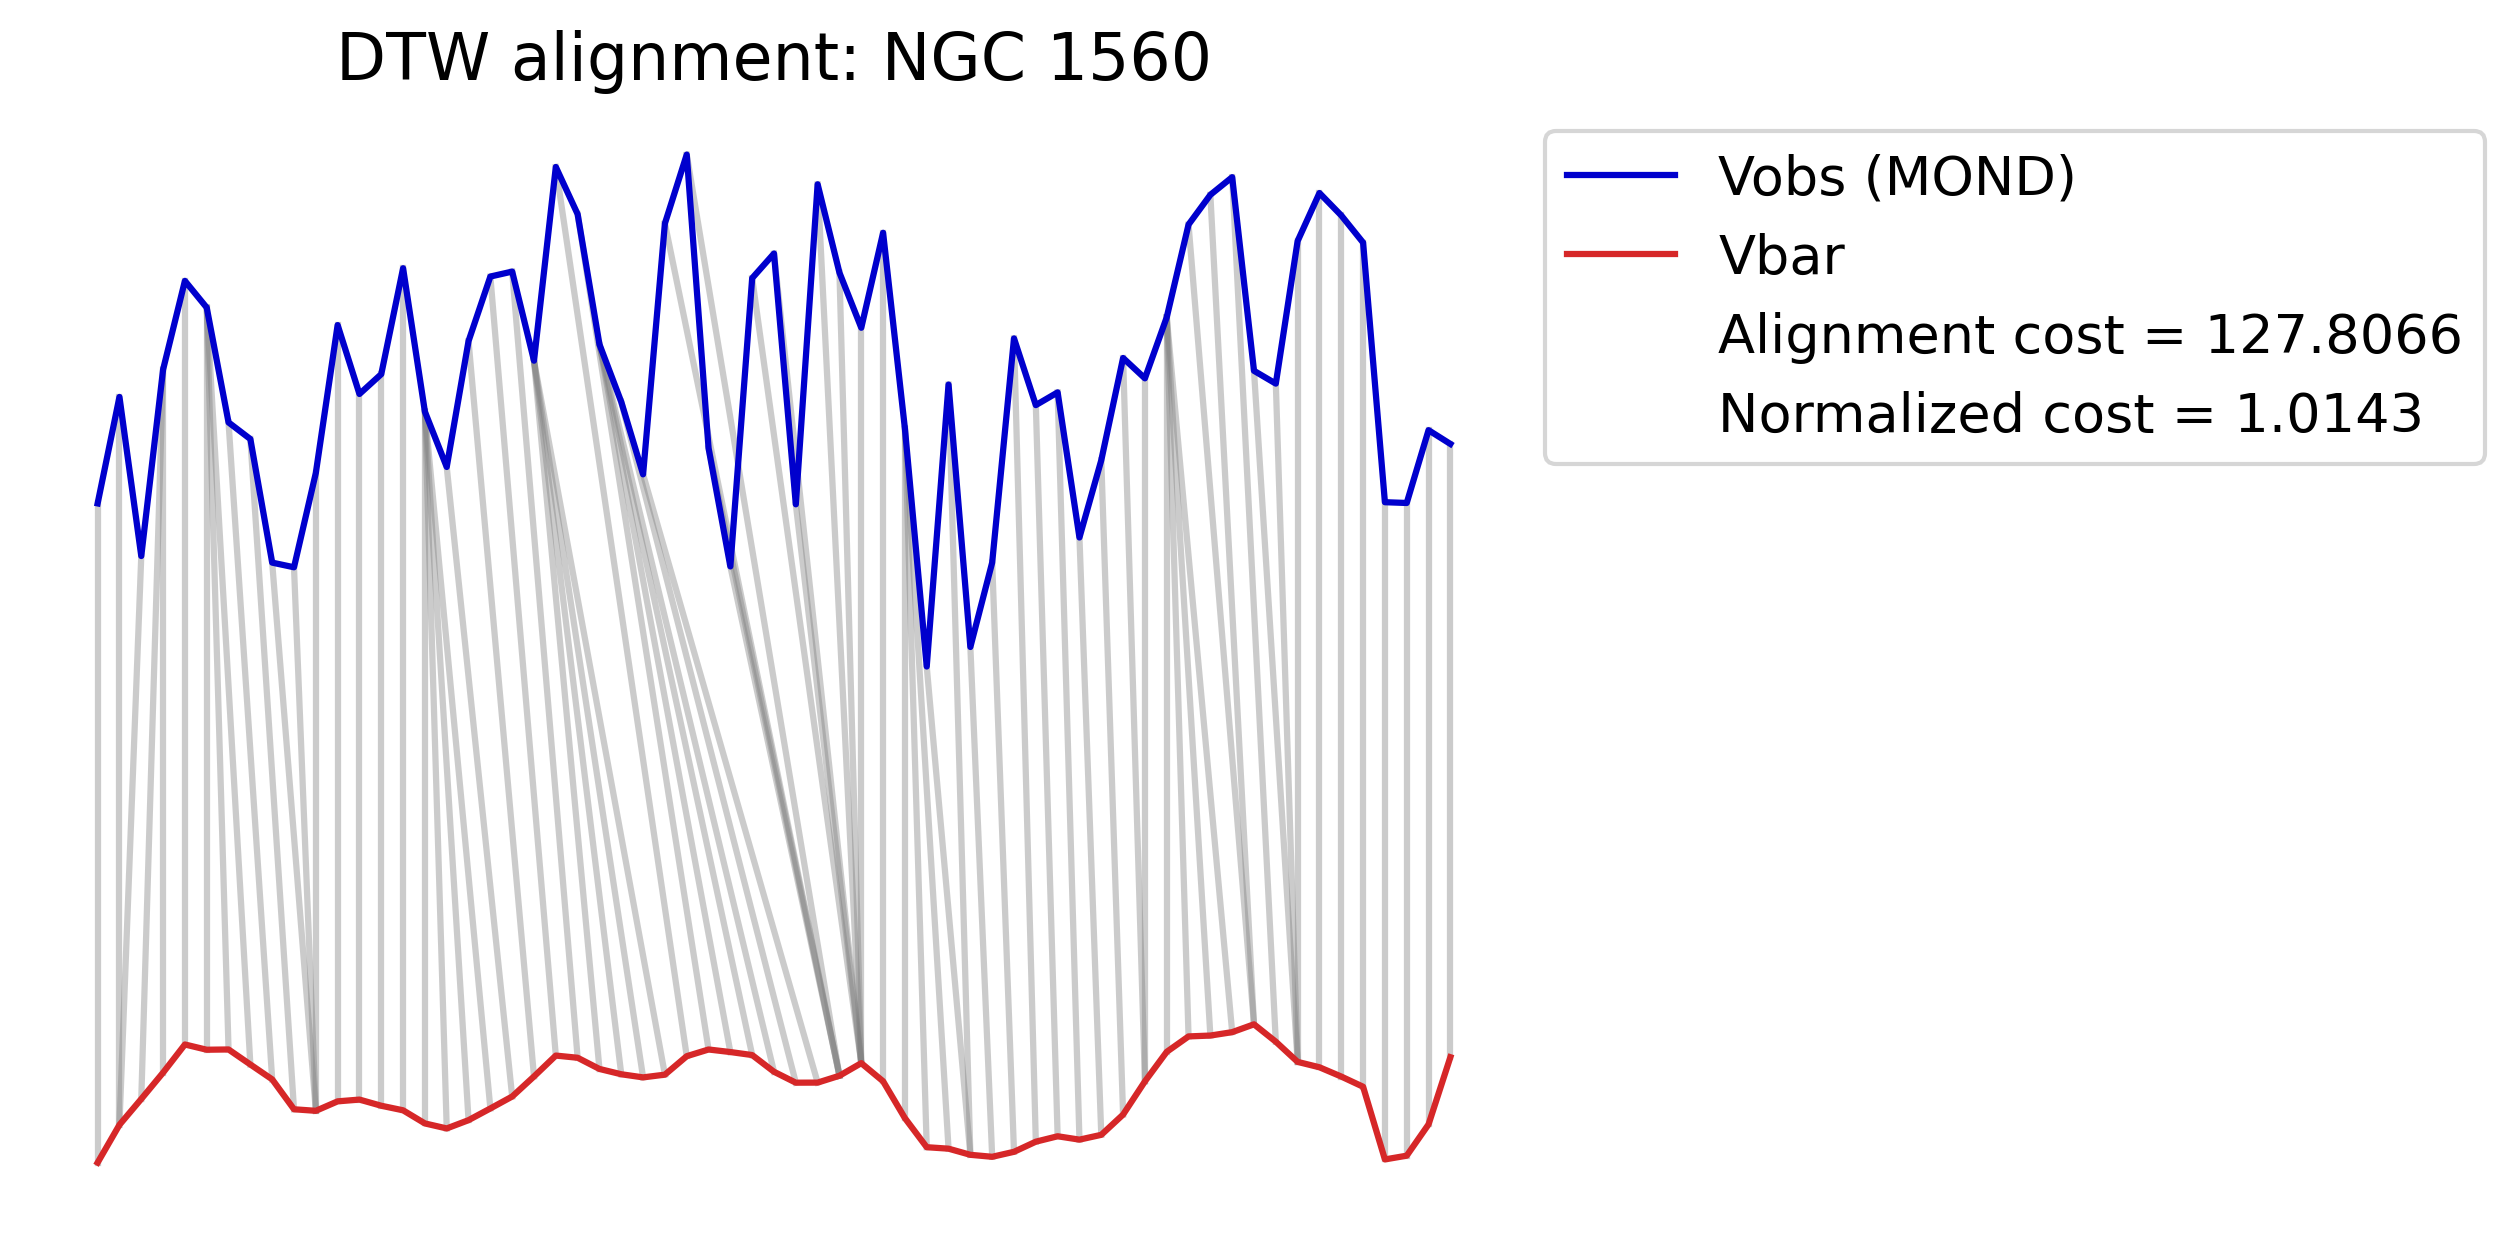 DTW alignment: NGC 1560
Vobs (MOND)
Vbar
Alignment cost = 127.8066
Normalized cost = 1.0143